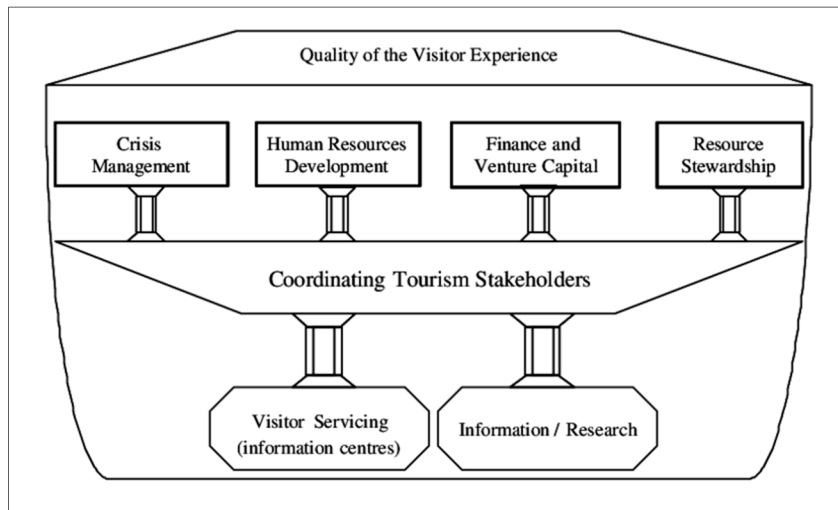 Quality of the Visitor Experience
Crisis
Management
Human Resources
Development
Finance and
Venture Capital
Resource
Stewardship
Coordinating Tourism Stakeholders
Visitor Servicing
(information centres)
Information / Research